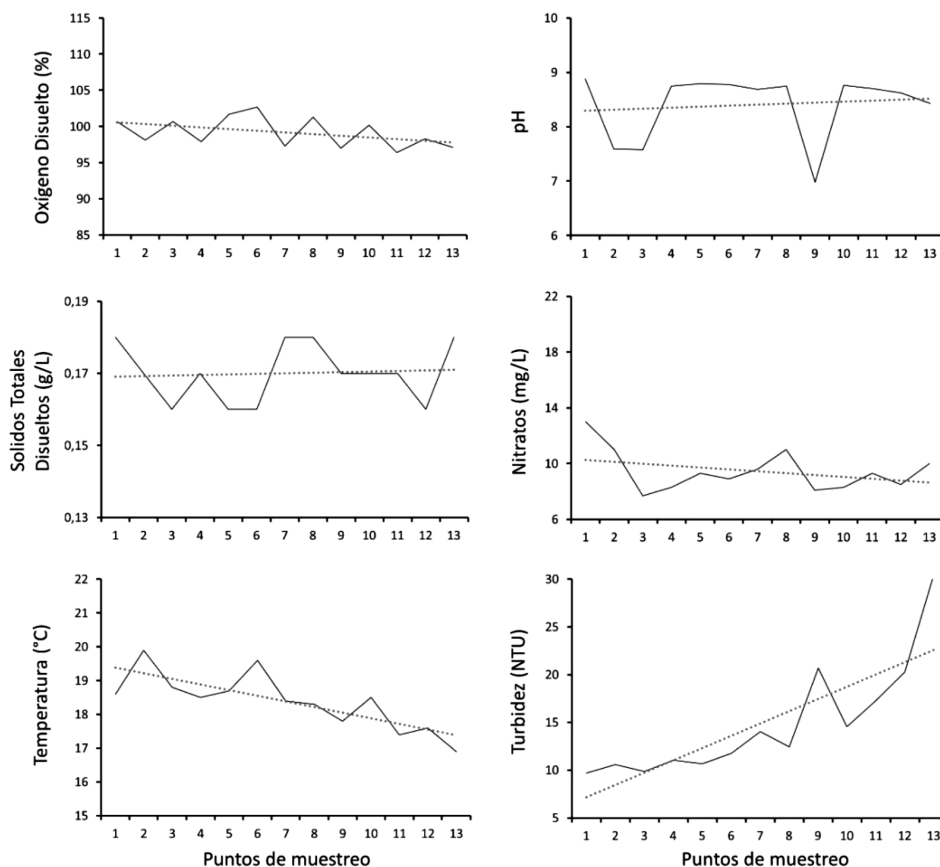 Oxígeno Disuelto (%)
115
110
105
100
95
90
85
1 2 3 4 5 6 7 8 9 10 11 12 13
pH
9
9
8
7
6
1 2 3 4 5 6 7 8 9 10 11 12 13
Solidos Totales
Disueltos (g/L)
0,19
0,17
0,15
0,13
1 2 3 4 5 6 7 8 9 10 11 12 13
Nitratos (mg/L)
22
18
14
10
6
1 2 3 4 5 6 7 8 9 10 11 12 13
Temperatura (°C)
22
21
20
19
18
17
16
15
1 2 3 4 5 6 7 8 9 10 11 12 13
Puntos de muestreo
Turbidez (NTU)
30
25
20
15
10
5
1 2 3 4 5 6 7 8 9 10 11 12 13
Puntos de muestreo